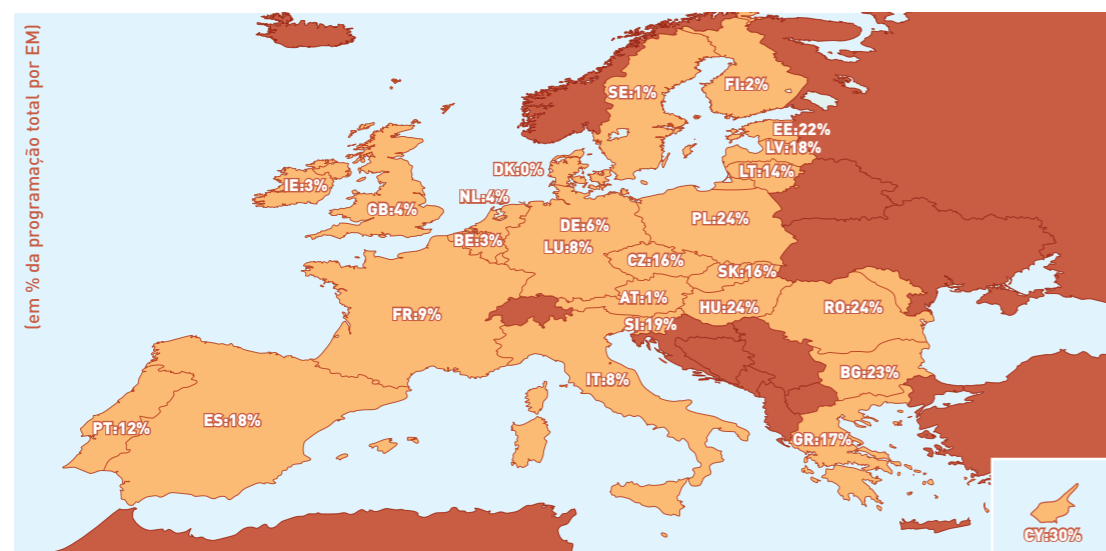 (em % da programação total por EM)
SE:1%
FI:2%
EE:22%
LV:18%
LT:14%
DK:0%
IE:3%
NL:4%
GB:4%
PL:24%
DE:6%
BE:3%
LU:8%
CZ:16%
SK:16%
AT:1%
HU:24%
RO:24%
FR:9%
SI:19%
BG:23%
IT:8%
ES:18%
PT:12%
GR:17%
CY:30%